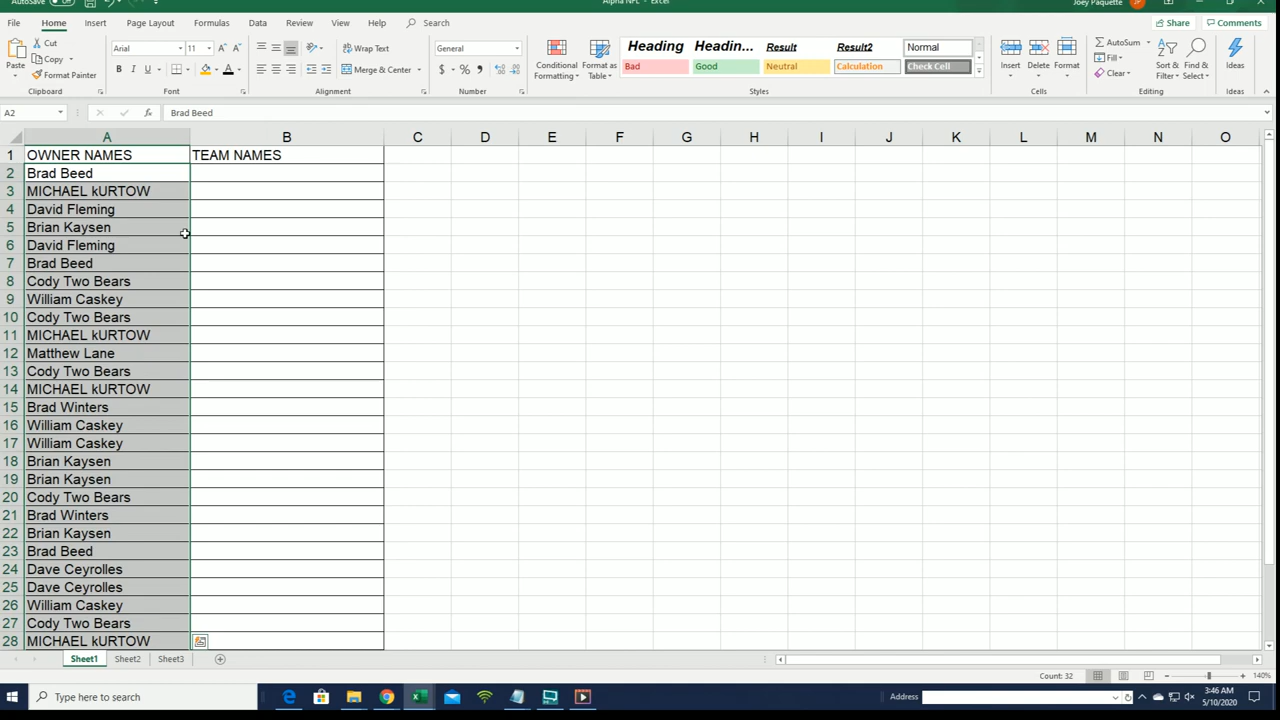 AutoSave Off Alpha NFL - Excel Joey Paquette JP
File Home Insert Page Layout Formulas Data Review View Help Search Share Comments
Paste Cut Copy Format Painter Clipboard
Arial 11 A A B I U A Font
Wrap Text Merge & Center Alignment
General $ % , Number
Conditional Formatting Format as Table
Heading Headin... Result Result2 Normal
Bad Good Neutral Calculation Check Cell
Styles
Insert Delete Format Cells
AutoSum Fill Clear Sort & Filter Find & Select Editing
Ideas Ideas
A2 fx Brad Beed
A B C D E F G H I J K L M N O
1 OWNER NAMES TEAM NAMES
2 Brad Beed
3 MICHAEL kURTOW
4 David Fleming
5 Brian Kaysen
6 David Fleming
7 Brad Beed
8 Cody Two Bears
9 William Caskey
10 Cody Two Bears
11 MICHAEL kURTOW
12 Matthew Lane
13 Cody Two Bears
14 MICHAEL kURTOW
15 Brad Winters
16 William Caskey
17 William Caskey
18 Brian Kaysen
19 Brian Kaysen
20 Cody Two Bears
21 Brad Winters
22 Brian Kaysen
23 Brad Beed
24 Dave Ceyrolles
25 Dave Ceyrolles
26 William Caskey
27 Cody Two Bears
28 MICHAEL kURTOW
Sheet1 Sheet2 Sheet3
Count: 32 140%
Type here to search Address 3:46 AM
5/10/2020